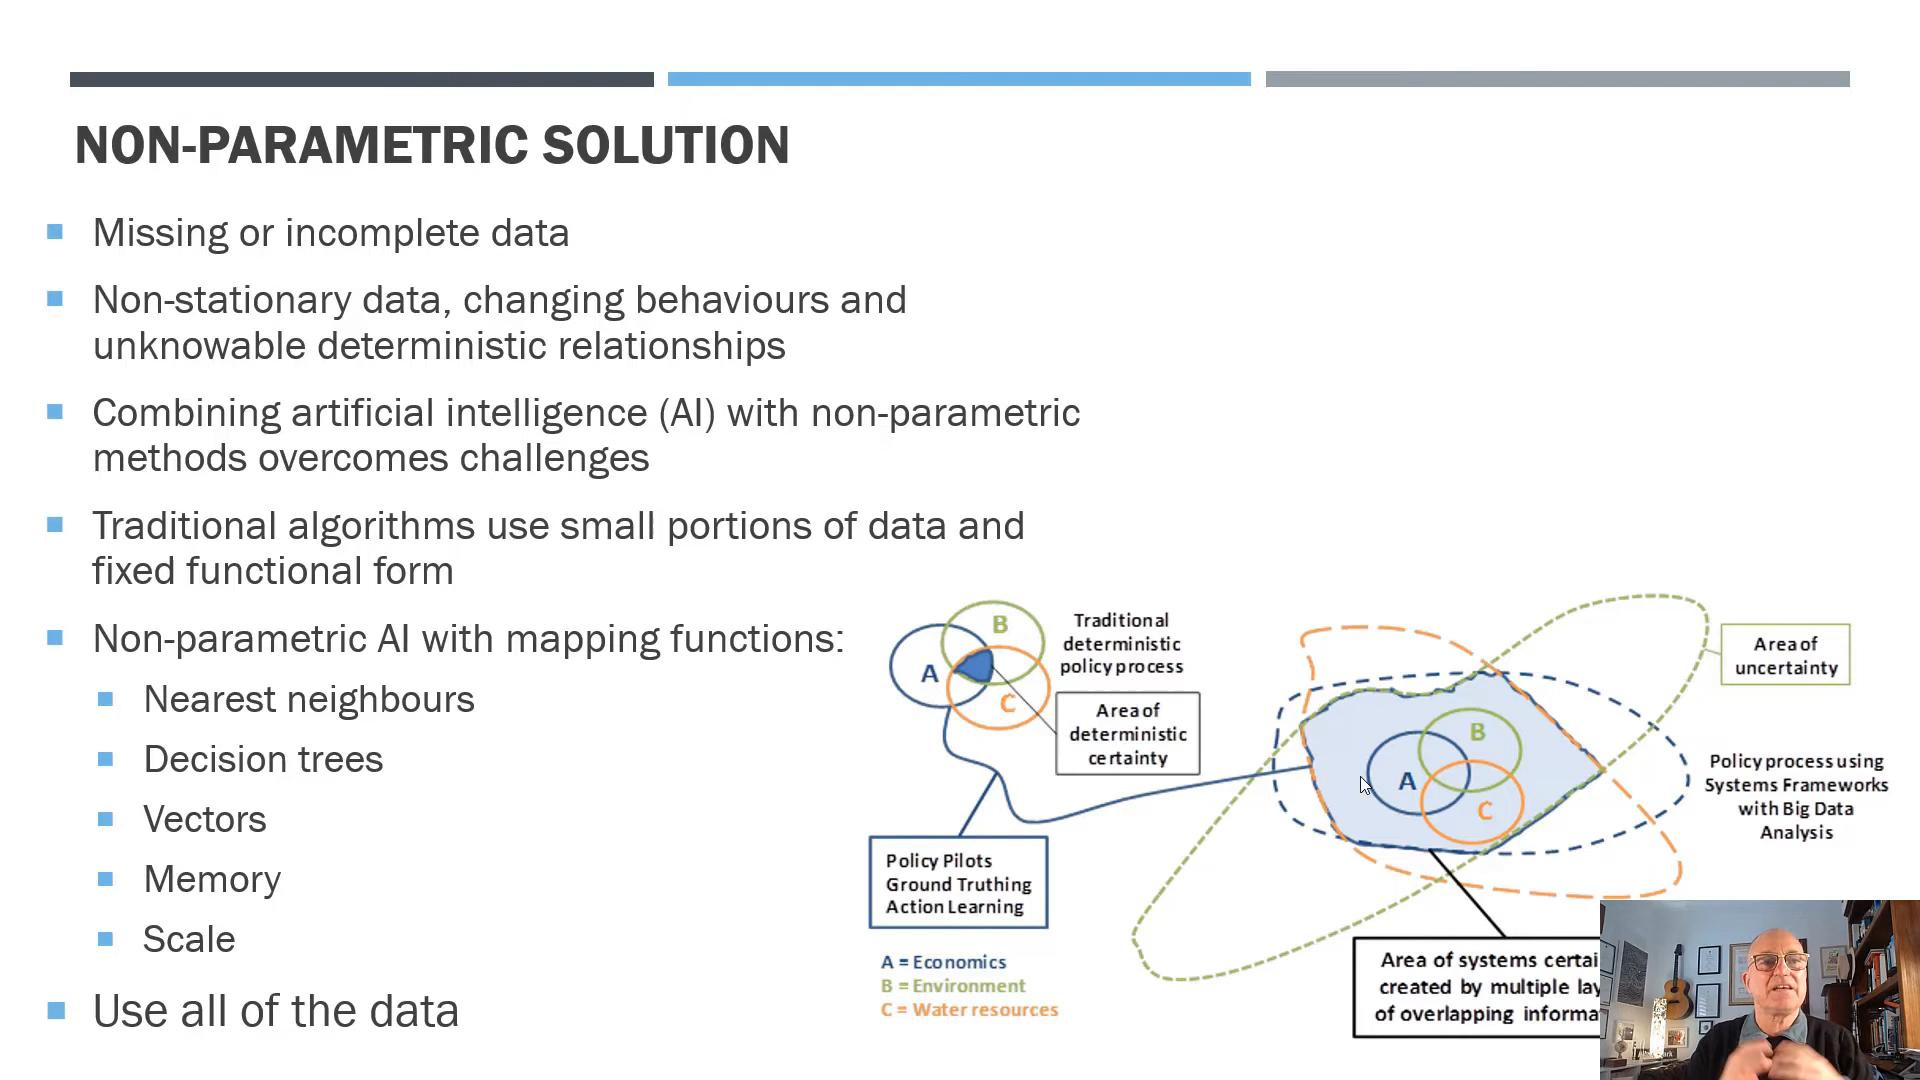 NON-PARAMETRIC SOLUTION
Missing or incomplete data
Non-stationary data, changing behaviours and
unknowable deterministic relationships
Combining artificial intelligence (AI) with non-parametric
methods overcomes challenges
Traditional algorithms use small portions of data and
fixed functional form
Non-parametric AI with mapping functions:
Nearest neighbours
Decision trees
Vectors
Memory
Scale
Use all of the data
B
A
C
Traditional
deterministic
policy process
Area of
deterministic
certainty
Policy Pilots
Ground Truthing
Action Learning
A = Economics
B = Environment
C = Water resources
B
A
C
Area of
uncertainty
Policy process using
Systems Frameworks
with Big Data
Analysis
Area of systems certai
created by multiple lay
of overlapping informa